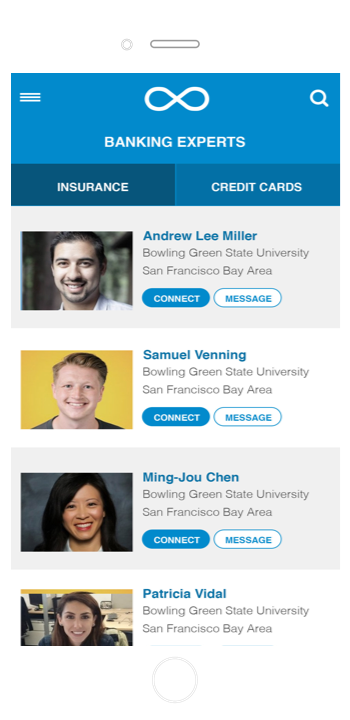 BANKING EXPERTS
INSURANCE
CREDIT CARDS
Andrew Lee Miller
Bowling Green State University
San Francisco Bay Area
CONNECT MESSAGE
Samuel Venning
Bowling Green State University
San Francisco Bay Area
CONNECT MESSAGE
Ming-Jou Chen
Bowling Green State University
San Francisco Bay Area
CONNECT MESSAGE
Patricia Vidal
Bowling Green State University
San Francisco Bay Area